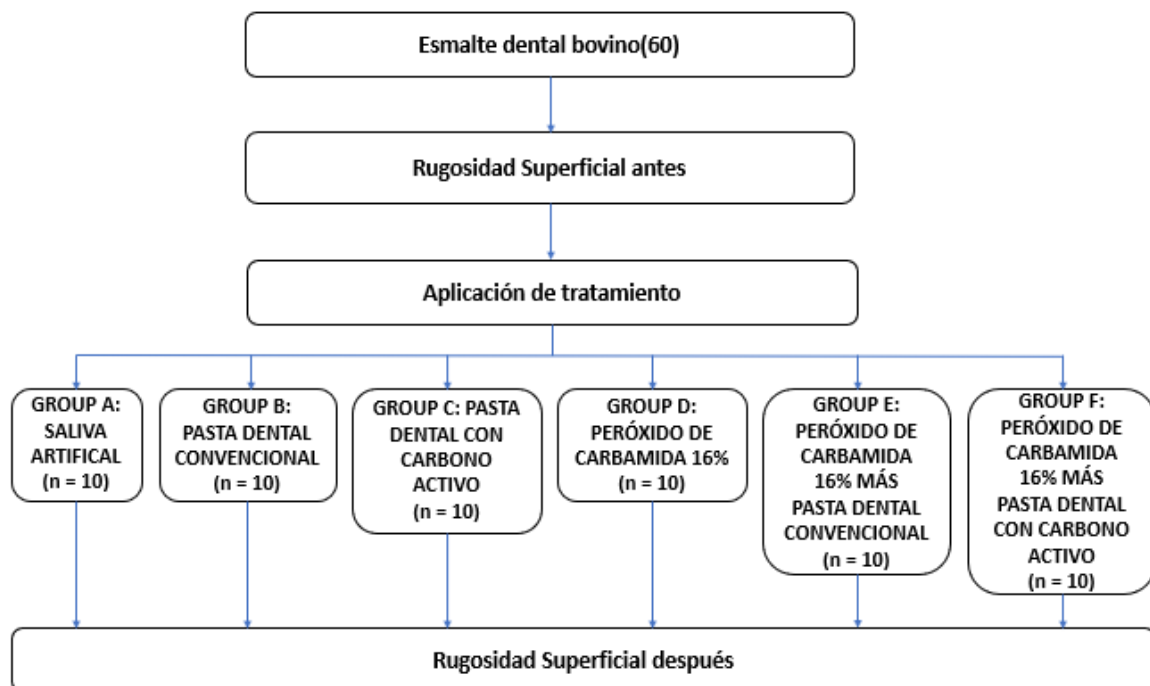 Esmalte dental bovino(60)
Rugosidad Superficial antes
Aplicación de tratamiento
GROUP A:
SALIVA
ARTIFICAL
(n = 10)
GROUP B:
PASTA DENTAL
CONVENCIONAL
(n = 10)
GROUP C: PASTA
DENTAL CON
CARBONO
ACTIVO
(n = 10)
GROUP D:
PERÓXIDO DE
CARBAMIDA 16%
(n = 10)
GROUP E:
PERÓXIDO DE
CARBAMIDA
16% MÁS
PASTA DENTAL
CONVENCIONAL
(n = 10)
GROUP F:
PERÓXIDO DE
CARBAMIDA
16% MÁS
PASTA DENTAL
CON CARBONO
ACTIVO
(n = 10)
Rugosidad Superficial después